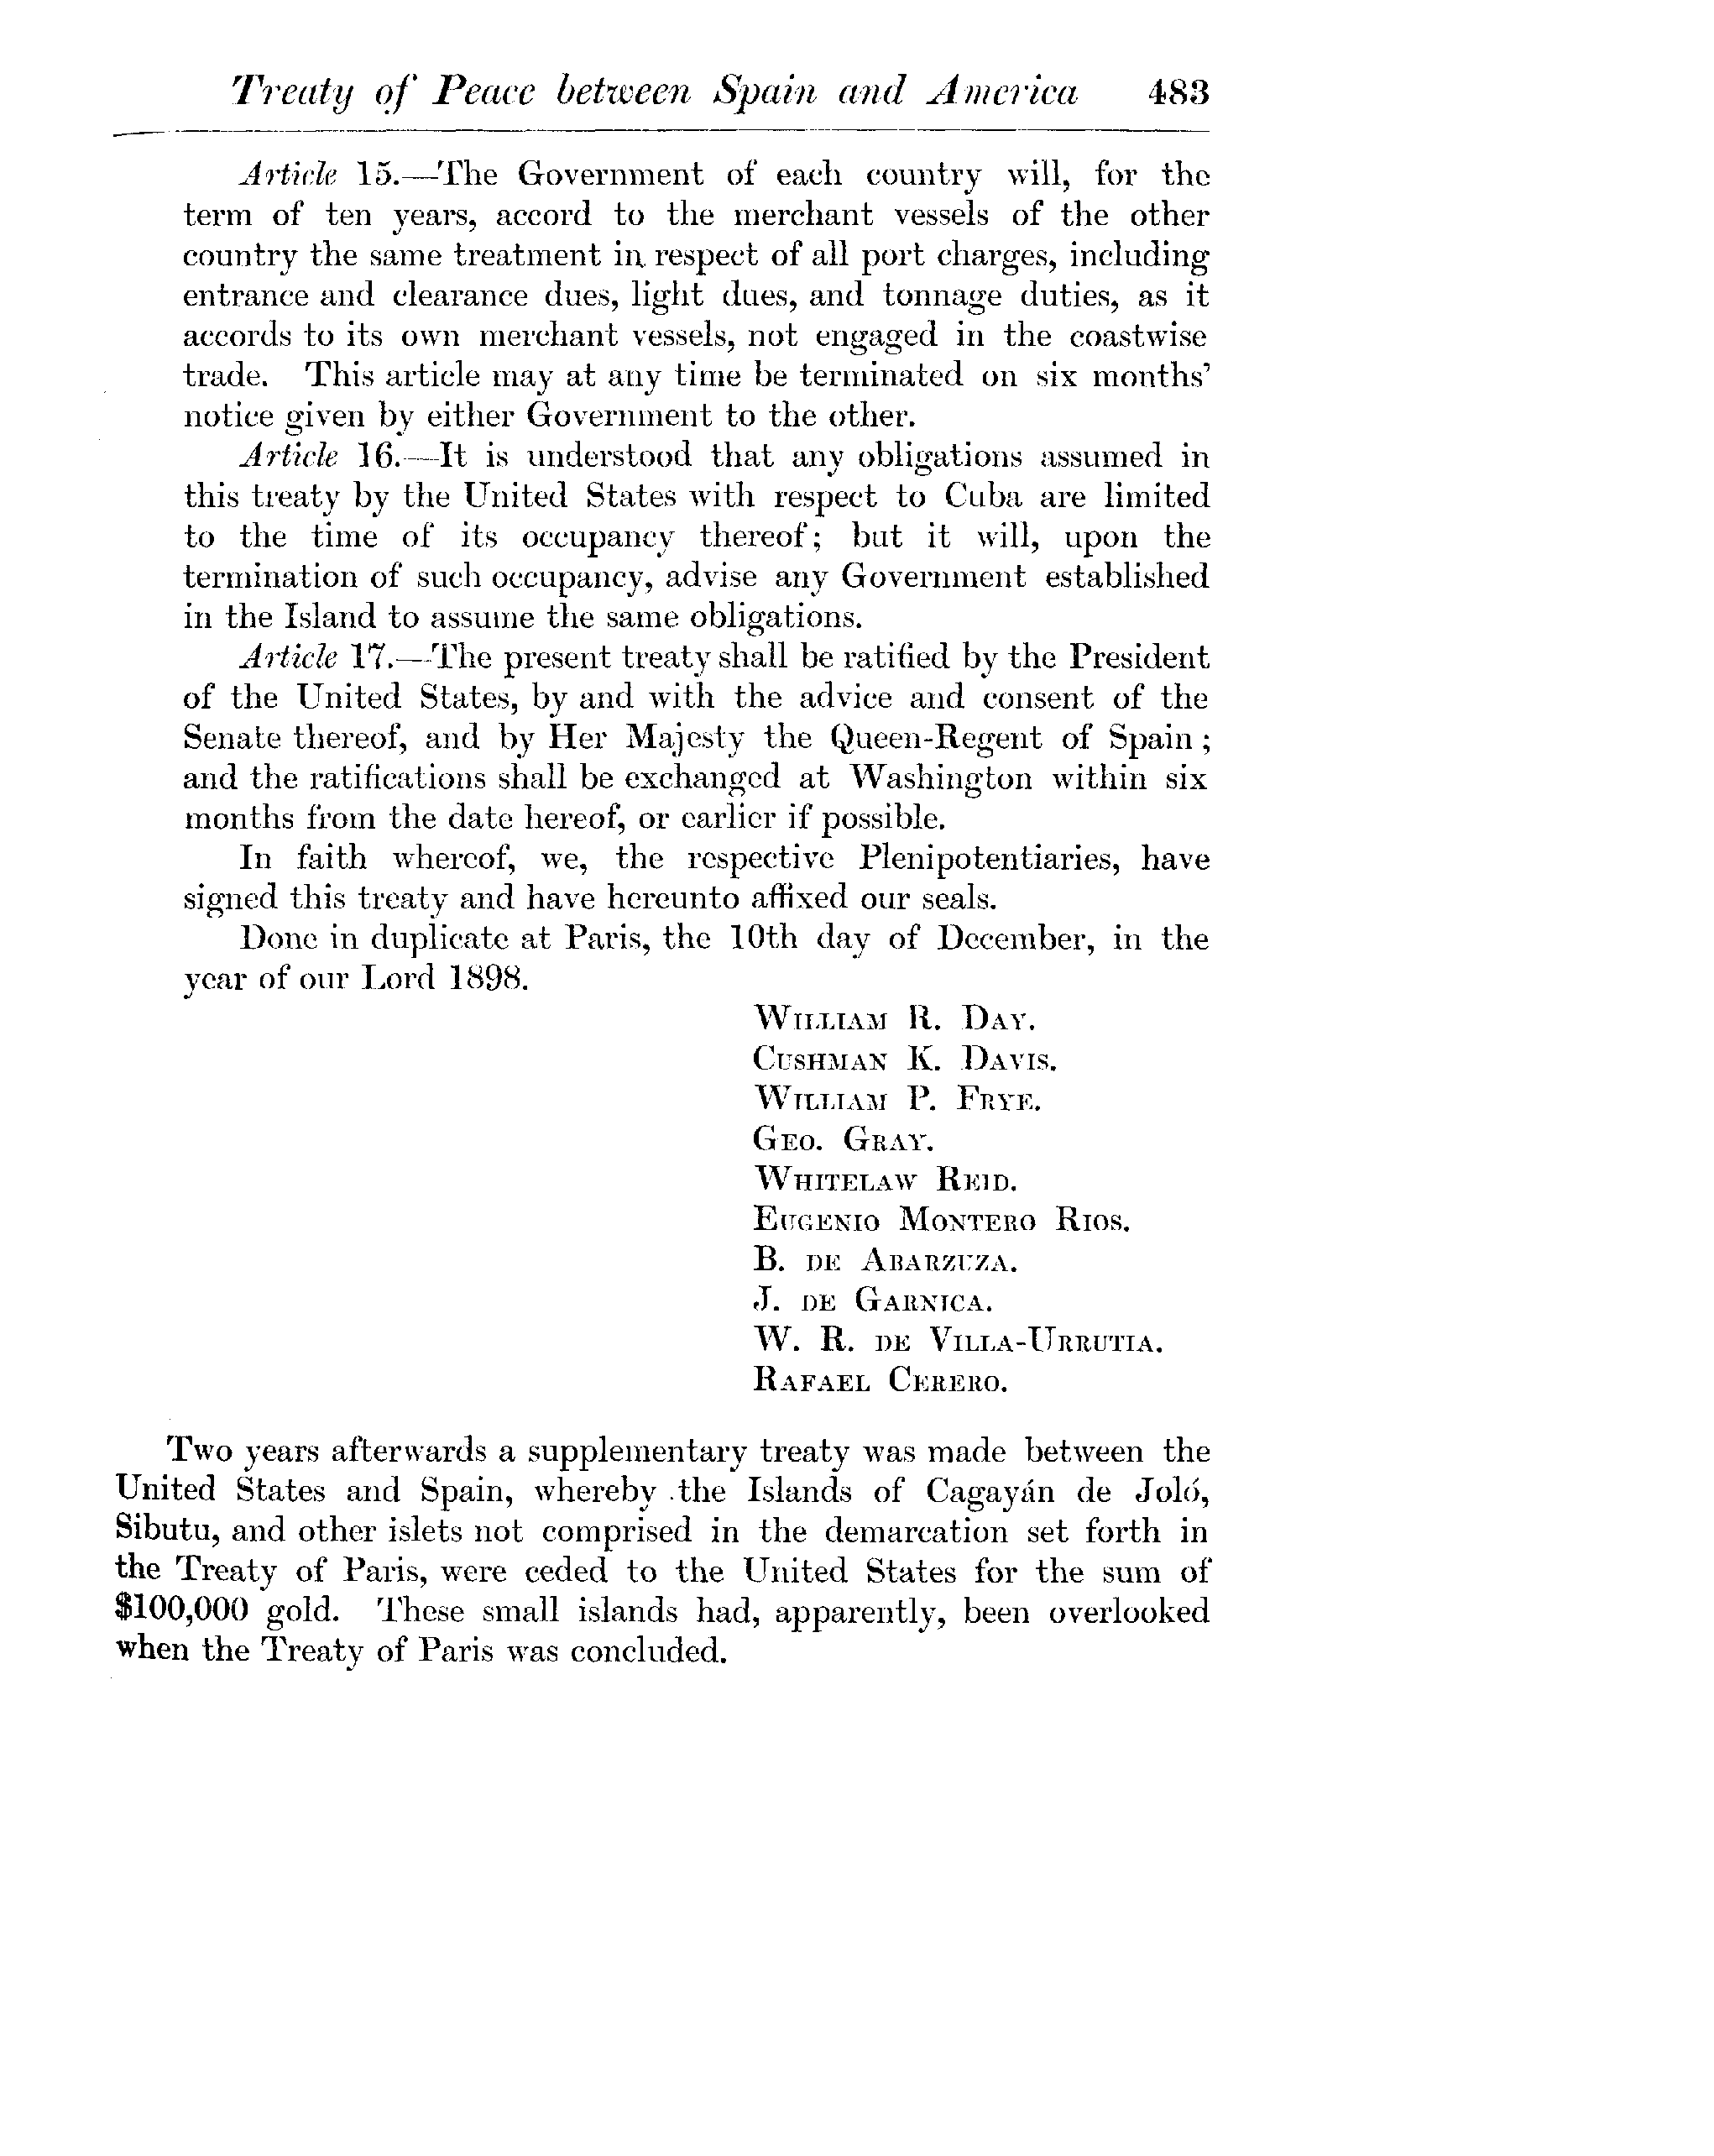 Treaty of Peace between Spain and America 483
Article 15.—The Government of each country will, for the
term of ten years, accord to the merchant vessels of the other
country the same treatment in respect of all port charges, including
entrance and clearance dues, light dues, and tonnage duties, as it
accords to its own merchant vessels, not engaged in the coastwise
trade. This article may at any time be terminated on six months'
notice given by either Government to the other.
Article 16.—It is understood that any obligations assumed in
this treaty by the United States with respect to Cuba are limited
to the time of its occupancy thereof; but it will, upon the
termination of such occupancy, advise any Government established
in the Island to assume the same obligations.
Article 17.—The present treaty shall be ratified by the President
of the United States, by and with the advice and consent of the
Senate thereof, and by Her Majesty the Queen-Regent of Spain;
and the ratifications shall be exchanged at Washington within six
months from the date hereof, or earlier if possible.
In faith whereof, we, the respective Plenipotentiaries, have
signed this treaty and have hereunto affixed our seals.
Done in duplicate at Paris, the 10th day of December, in the
year of our Lord 1898.
WILLIAM R. DAY.
CUSHMAN K. DAVIS.
WILLIAM P. FRYE.
GEO. GRAY.
WHITELAW REID.
EUGENIO MONTERO RIOS.
B. DE ABARZUZA.
J. DE GARNICA.
W. R. DE VILLA-URRUTIA.
RAFAEL CERERO.
Two years afterwards a supplementary treaty was made between the
United States and Spain, whereby the Islands of Cagayán de Joló,
Sibutu, and other islets not comprised in the demarcation set forth in
the Treaty of Paris, were ceded to the United States for the sum of
$100,000 gold. These small islands had, apparently, been overlooked
when the Treaty of Paris was concluded.